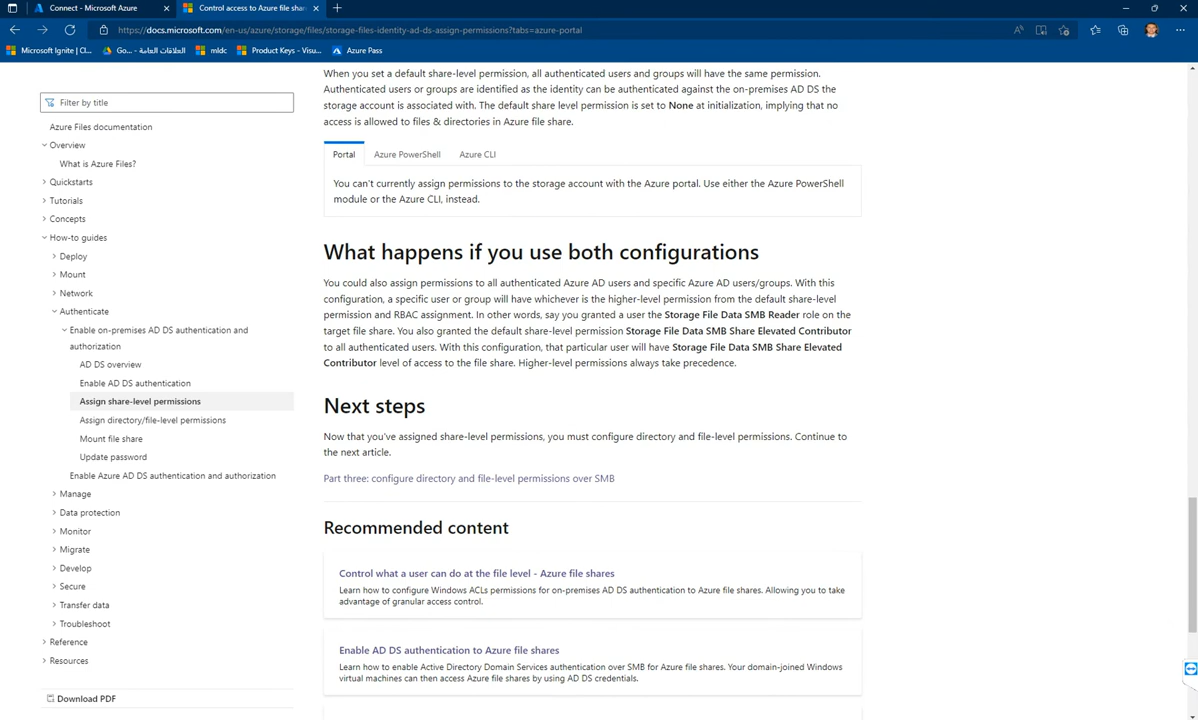 Connect - Microsoft Azure
Control access to Azure file shar
https://docs.microsoft.com/en-us/azure/storage/files/storage-files-identity-ad-ds-assign-permissions?tabs=azure-portal
Microsoft Ignite | Cl...
Go... - العلاقات العامة
mldc
Product Keys - Visu...
Azure Pass
Filter by title
Azure Files documentation
Overview
What is Azure Files?
Quickstarts
Tutorials
Concepts
How-to guides
Deploy
Mount
Network
Authenticate
Enable on-premises AD DS authentication and
authorization
AD DS overview
Enable AD DS authentication
Assign share-level permissions
Assign directory/file-level permissions
Mount file share
Update password
Enable Azure AD DS authentication and authorization
Manage
Data protection
Monitor
Migrate
Develop
Secure
Transfer data
Troubleshoot
Reference
Resources
Download PDF
When you set a default share-level permission, all authenticated users and groups will have the same permission.
Authenticated users or groups are identified as the identity can be authenticated against the on-premises AD DS the
storage account is associated with. The default share level permission is set to None at initialization, implying that no
access is allowed to files & directories in Azure file share.
Portal
Azure PowerShell
Azure CLI
You can't currently assign permissions to the storage account with the Azure portal. Use either the Azure PowerShell
module or the Azure CLI, instead.
What happens if you use both configurations
You could also assign permissions to all authenticated Azure AD users and specific Azure AD users/groups. With this
configuration, a specific user or group will have whichever is the higher-level permission from the default share-level
permission and RBAC assignment. In other words, say you granted a user the Storage File Data SMB Reader role on the
target file share. You also granted the default share-level permission Storage File Data SMB Share Elevated Contributor
to all authenticated users. With this configuration, that particular user will have Storage File Data SMB Share Elevated
Contributor level of access to the file share. Higher-level permissions always take precedence.
Next steps
Now that you've assigned share-level permissions, you must configure directory and file-level permissions. Continue to
the next article.
Part three: configure directory and file-level permissions over SMB
Recommended content
Control what a user can do at the file level - Azure file shares
Learn how to configure Windows ACLs permissions for on-premises AD DS authentication to Azure file shares. Allowing you to take
advantage of granular access control.
Enable AD DS authentication to Azure file shares
Learn how to enable Active Directory Domain Services authentication over SMB for Azure file shares. Your domain-joined Windows
virtual machines can then access Azure file shares by using AD DS credentials.